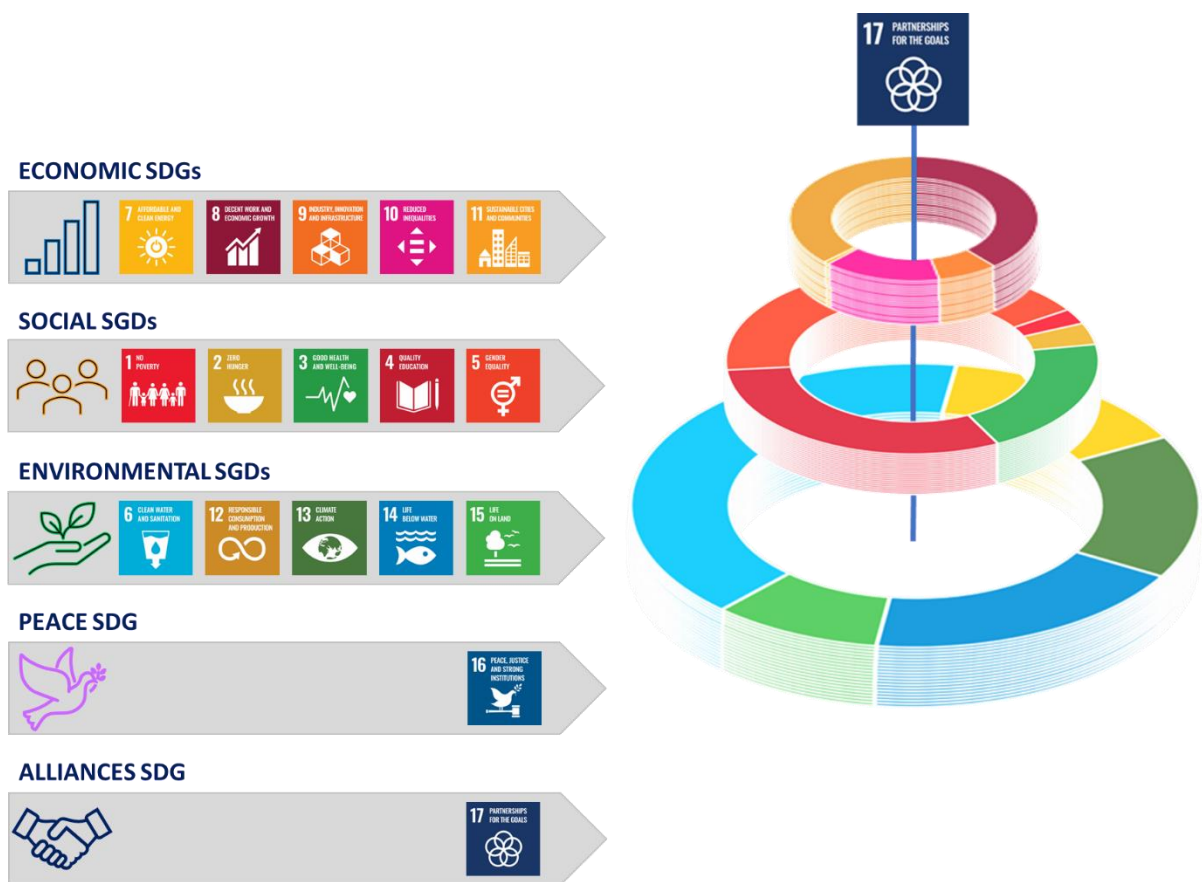 17 PARTNERSHIPS
FOR THE GOALS
ECONOMIC SDGs
7 AFFORDABLE AND
CLEAN ENERGY
8 DECENT WORK AND
ECONOMIC GROWTH
9 INDUSTRY, INNOVATION
AND INFRASTRUCTURE
10 REDUCED
INEQUALITIES
11 SUSTAINABLE CITIES
AND COMMUNITIES
SOCIAL SGDs
1 NO
POVERTY
2 ZERO
HUNGER
3 GOOD HEALTH
AND WELL-BEING
4 QUALITY
EDUCATION
5 GENDER
EQUALITY
ENVIRONMENTAL SGDs
6 CLEAN WATER
AND SANITATION
12 RESPONSIBLE
CONSUMPTION
AND PRODUCTION
13 CLIMATE
ACTION
14 LIFE
BELOW WATER
15 LIFE
ON LAND
PEACE SDG
16 PEACE, JUSTICE
AND STRONG
INSTITUTIONS
ALLIANCES SDG
17 PARTNERSHIPS
FOR THE GOALS